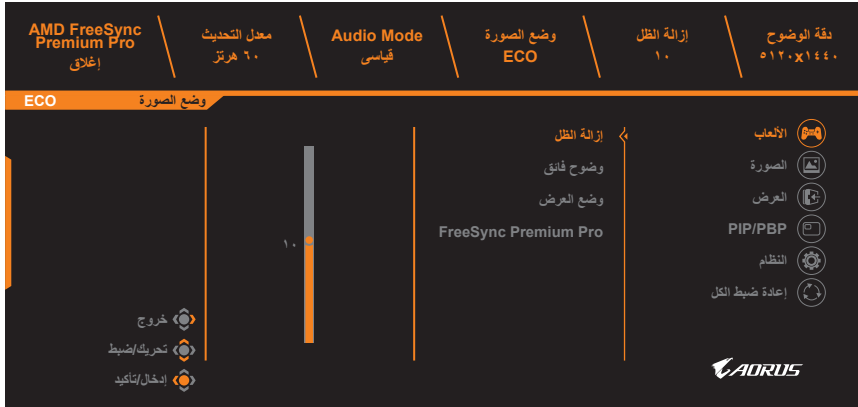 دقة الوضوح
٥١٢٠x١٤٤٠
إزالة الظل
١٠
وضع الصورة
ECO
Audio Mode
قياسى
معدل التحديث
٦٠ هرتز
AMD FreeSync
Premium Pro
إغلاق
وضع الصورة
ECO
الألعاب
الصورة
العرض
PIP/PBP
النظام
إعادة ضبط الكل
إزالة الظل
وضوح فائق
وضع العرض
FreeSync Premium Pro
١٠
خروج
تحريك/ضبط
إدخال/تأكيد
AORUS